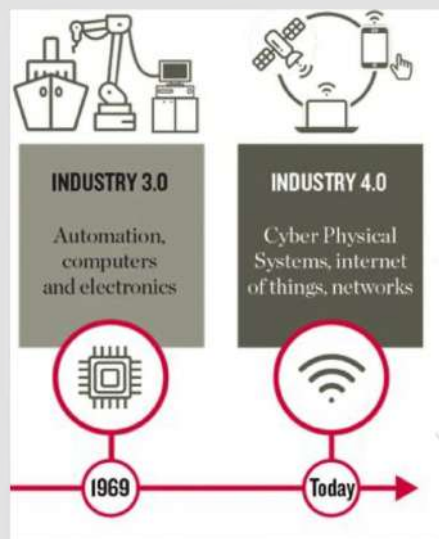 INDUSTRY 3.0
Automation,
computers
and electronics
INDUSTRY 4.0
Cyber Physical
Systems, internet
of things, networks
1969
Today